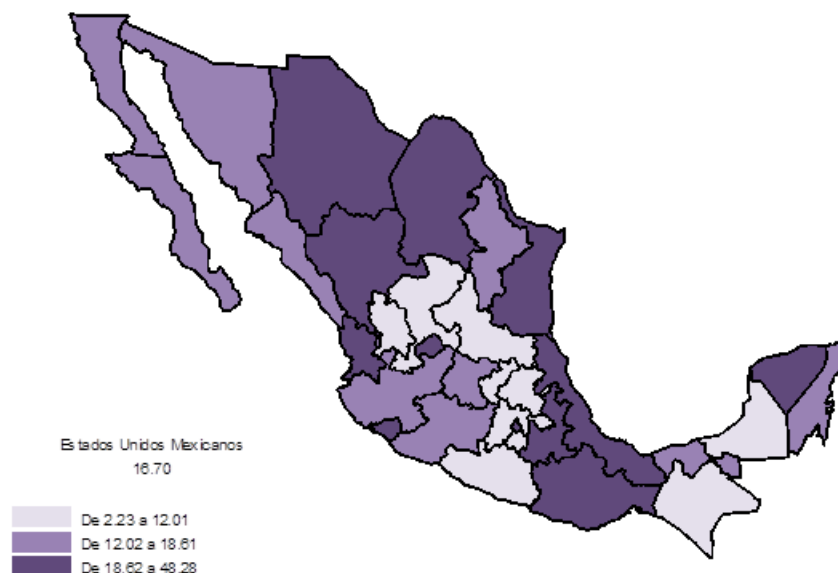 Estados Unidos Mexicanos
16.70
De 2.23 a 12.01
De 12.02 a 18.61
De 18.62 a 48.28